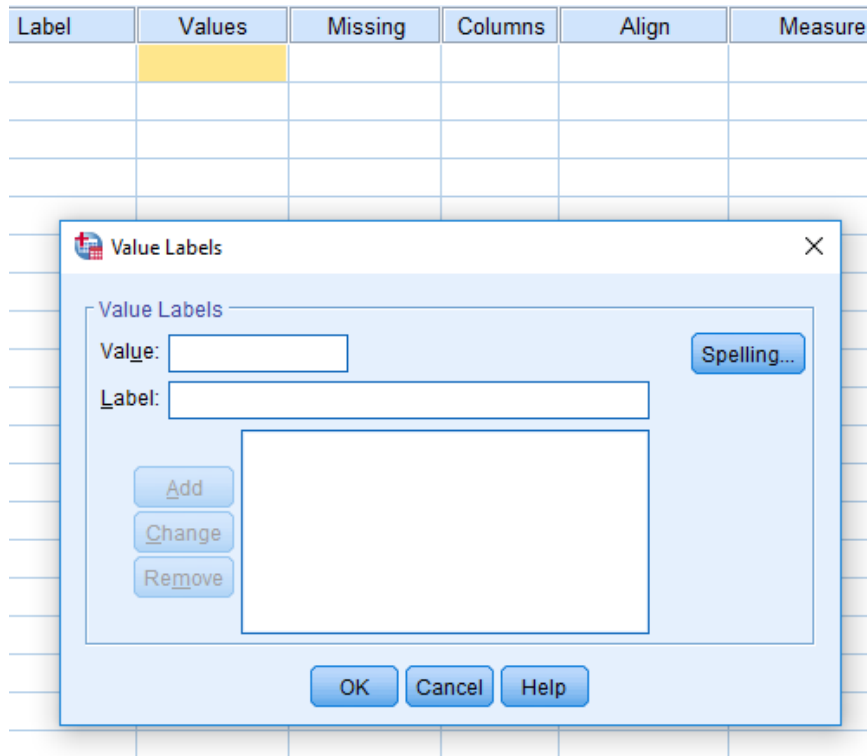 Label Values Missing Columns Align Measure
Value Labels
Value Labels
Value:
Spelling...
Label:
Add
Change
Remove
OK Cancel Help